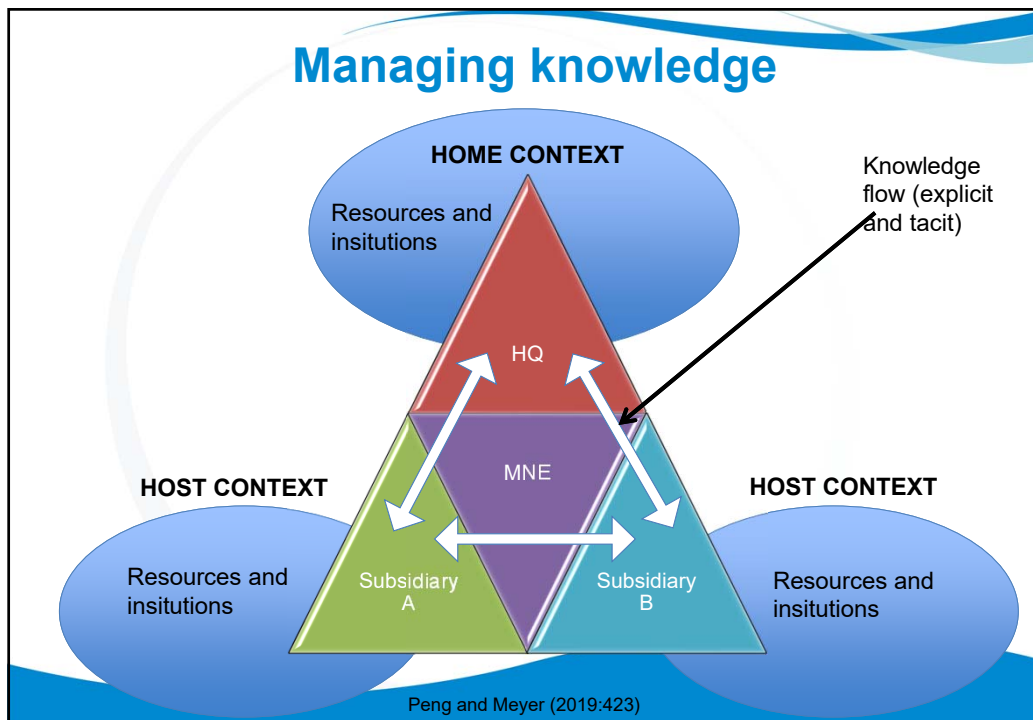 Managing knowledge
HOME CONTEXT
Knowledge
flow (explicit
and tacit)
Resources and
insitutions
HQ
MNE
HOST CONTEXT
HOST CONTEXT
Resources and
insitutions
Subsidiary
A
Subsidiary
B
Resources and
insitutions
Peng and Meyer (2019:423)